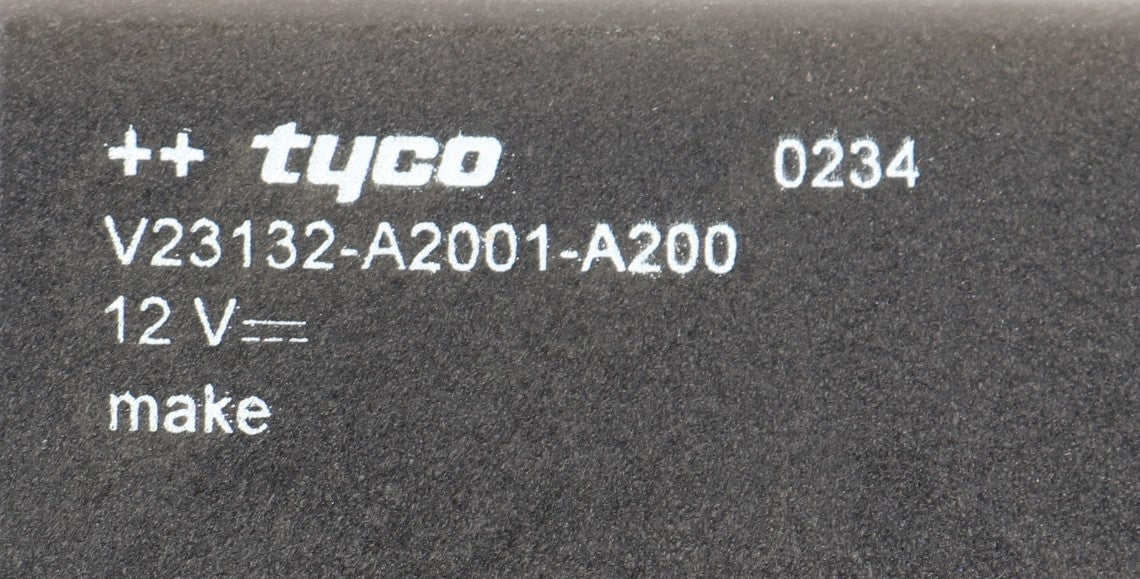 ++ tyco 0234
V23132-A2001-A200
12 V⎓
make